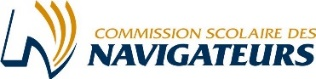 COMMISSION SCOLAIRE DES
NAVIGATEURS